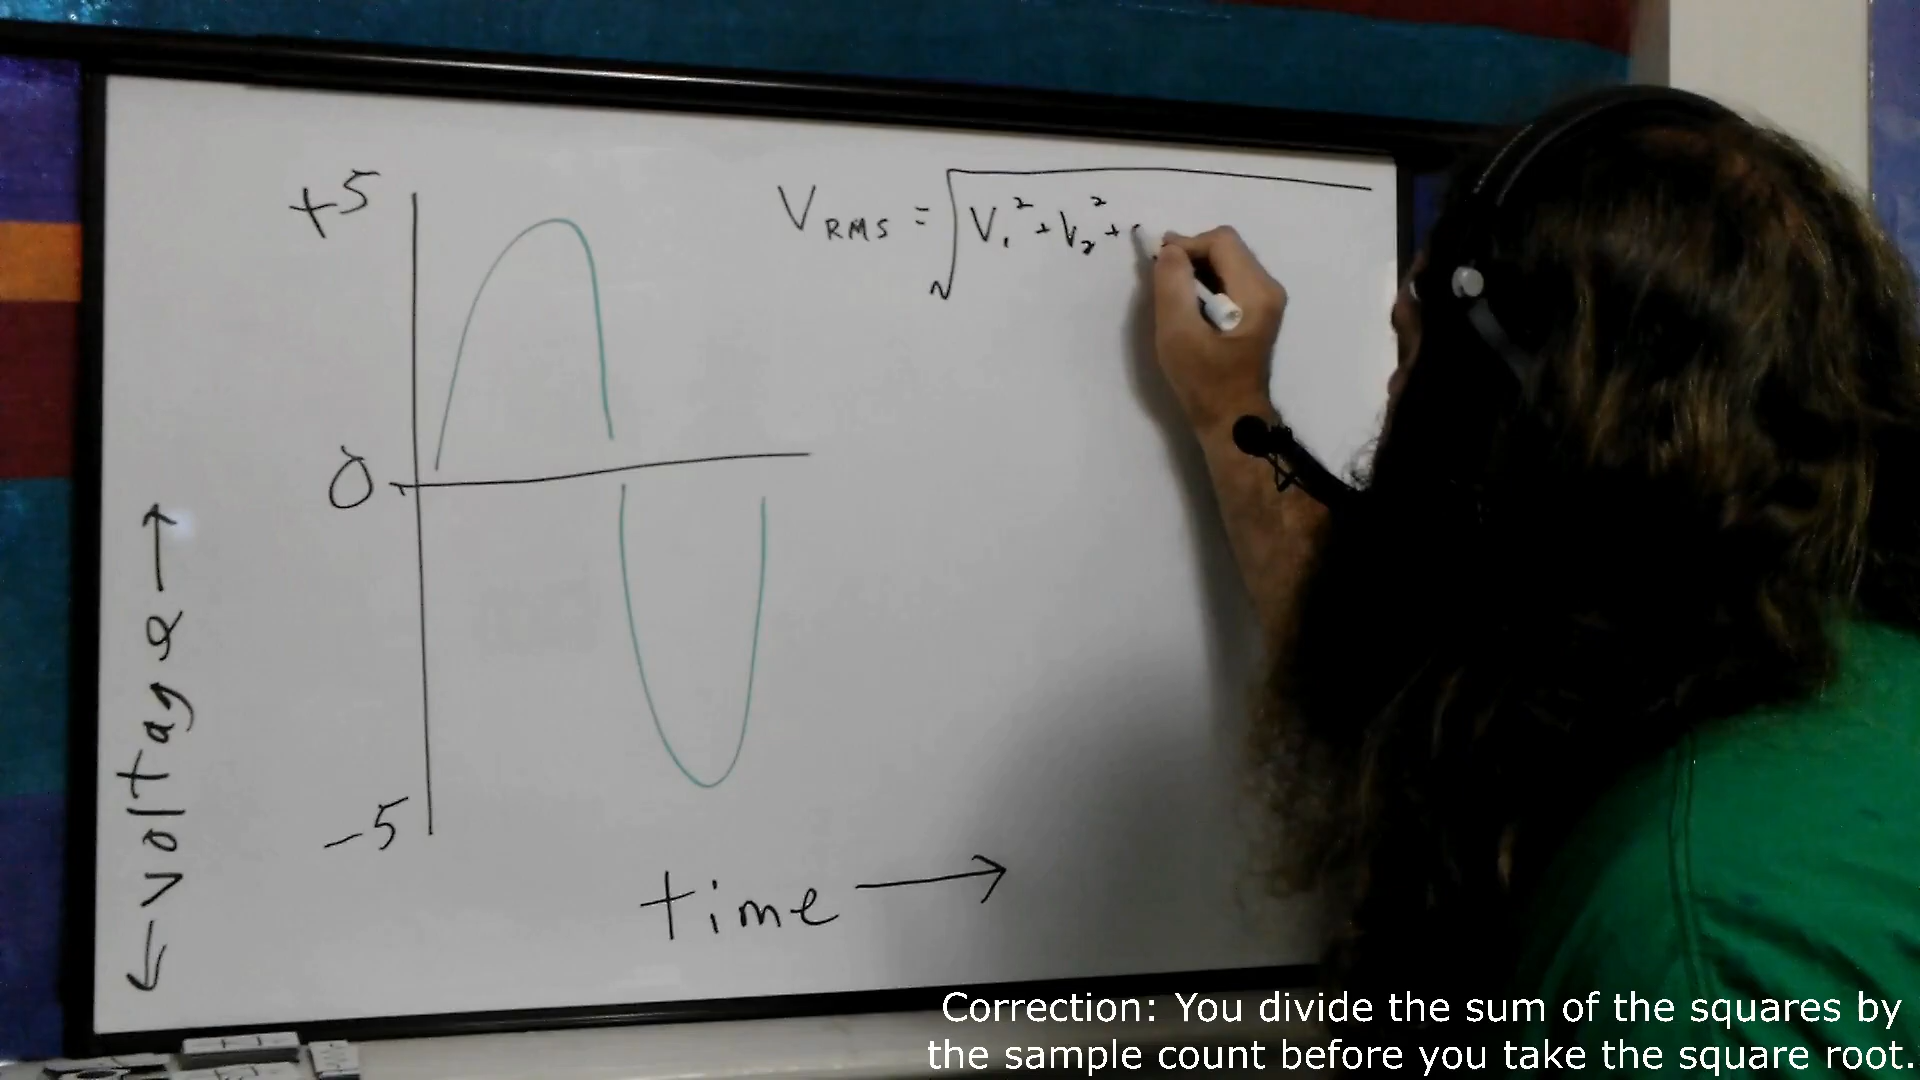 +5
0
-5
← voltage →
time →
V RMS = √ V₁² + V₂² +
Correction: You divide the sum of the squares by
the sample count before you take the square root.